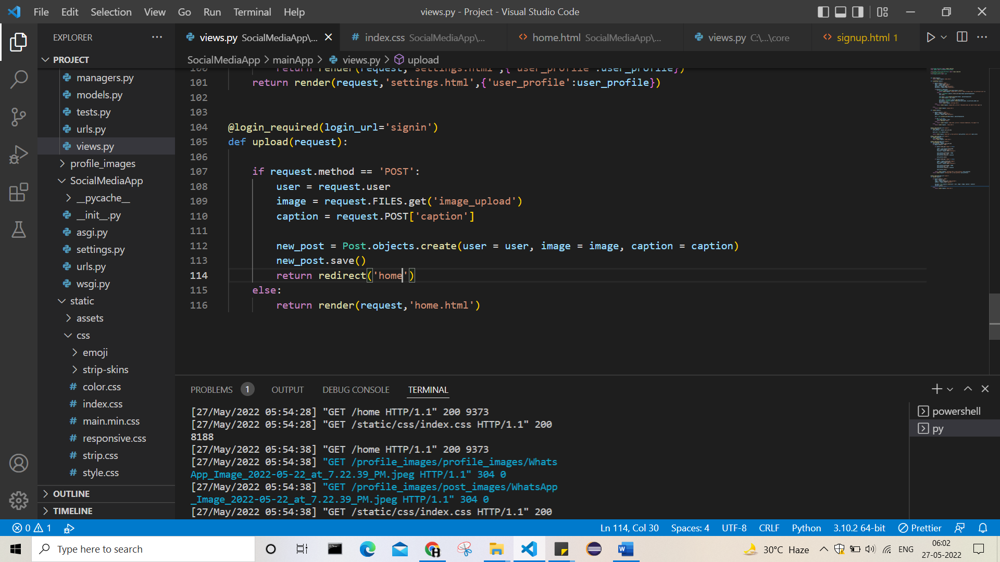 File Edit Selection View Go Run Terminal Help
views.py - Project - Visual Studio Code
EXPLORER
views.py SocialMediaApp\...
# index.css SocialMediaApp\...
<> home.html SocialMediaApp\...
views.py C:\...\core
<> signup.html 1
PROJECT
SocialMediaApp > mainApp > views.py > upload
managers.py
models.py
tests.py
urls.py
views.py
profile_images
SocialMediaApp
__pycache__
__init__.py
asgi.py
settings.py
urls.py
wsgi.py
static
assets
css
emoji
strip-skins
# color.css
# index.css
# main.min.css
# responsive.css
# strip.css
# style.css
OUTLINE
TIMELINE
100 return render(request,'settings.html',{'user_profile':user_profile})
101 return render(request,'settings.html',{'user_profile':user_profile})
102
103
104 @login_required(login_url='signin')
105 def upload(request):
106
107 if request.method == 'POST':
108 user = request.user
109 image = request.FILES.get('image_upload')
110 caption = request.POST['caption']
111
112 new_post = Post.objects.create(user = user, image = image, caption = caption)
113 new_post.save()
114 return redirect('home')
115 else:
116 return render(request,'home.html')
PROBLEMS 1 OUTPUT DEBUG CONSOLE TERMINAL
[27/May/2022 05:54:28] "GET /home HTTP/1.1" 200 9373
[27/May/2022 05:54:28] "GET /static/css/index.css HTTP/1.1" 200
8188
[27/May/2022 05:54:38] "GET /home HTTP/1.1" 200 9373
[27/May/2022 05:54:38] "GET /profile_images/profile_images/Whats
App_Image_2022-05-22_at_7.22.39_PM.jpeg HTTP/1.1" 304 0
[27/May/2022 05:54:38] "GET /profile_images/post_images/WhatsApp
_Image_2022-05-22_at_7.22.39_PM.jpeg HTTP/1.1" 304 0
[27/May/2022 05:54:38] "GET /static/css/index.css HTTP/1.1" 200
powershell
py
0 1
Ln 114, Col 30 Spaces: 4 UTF-8 CRLF Python 3.10.2 64-bit Prettier
Type here to search
30°C Haze
ENG
06:02
27-05-2022